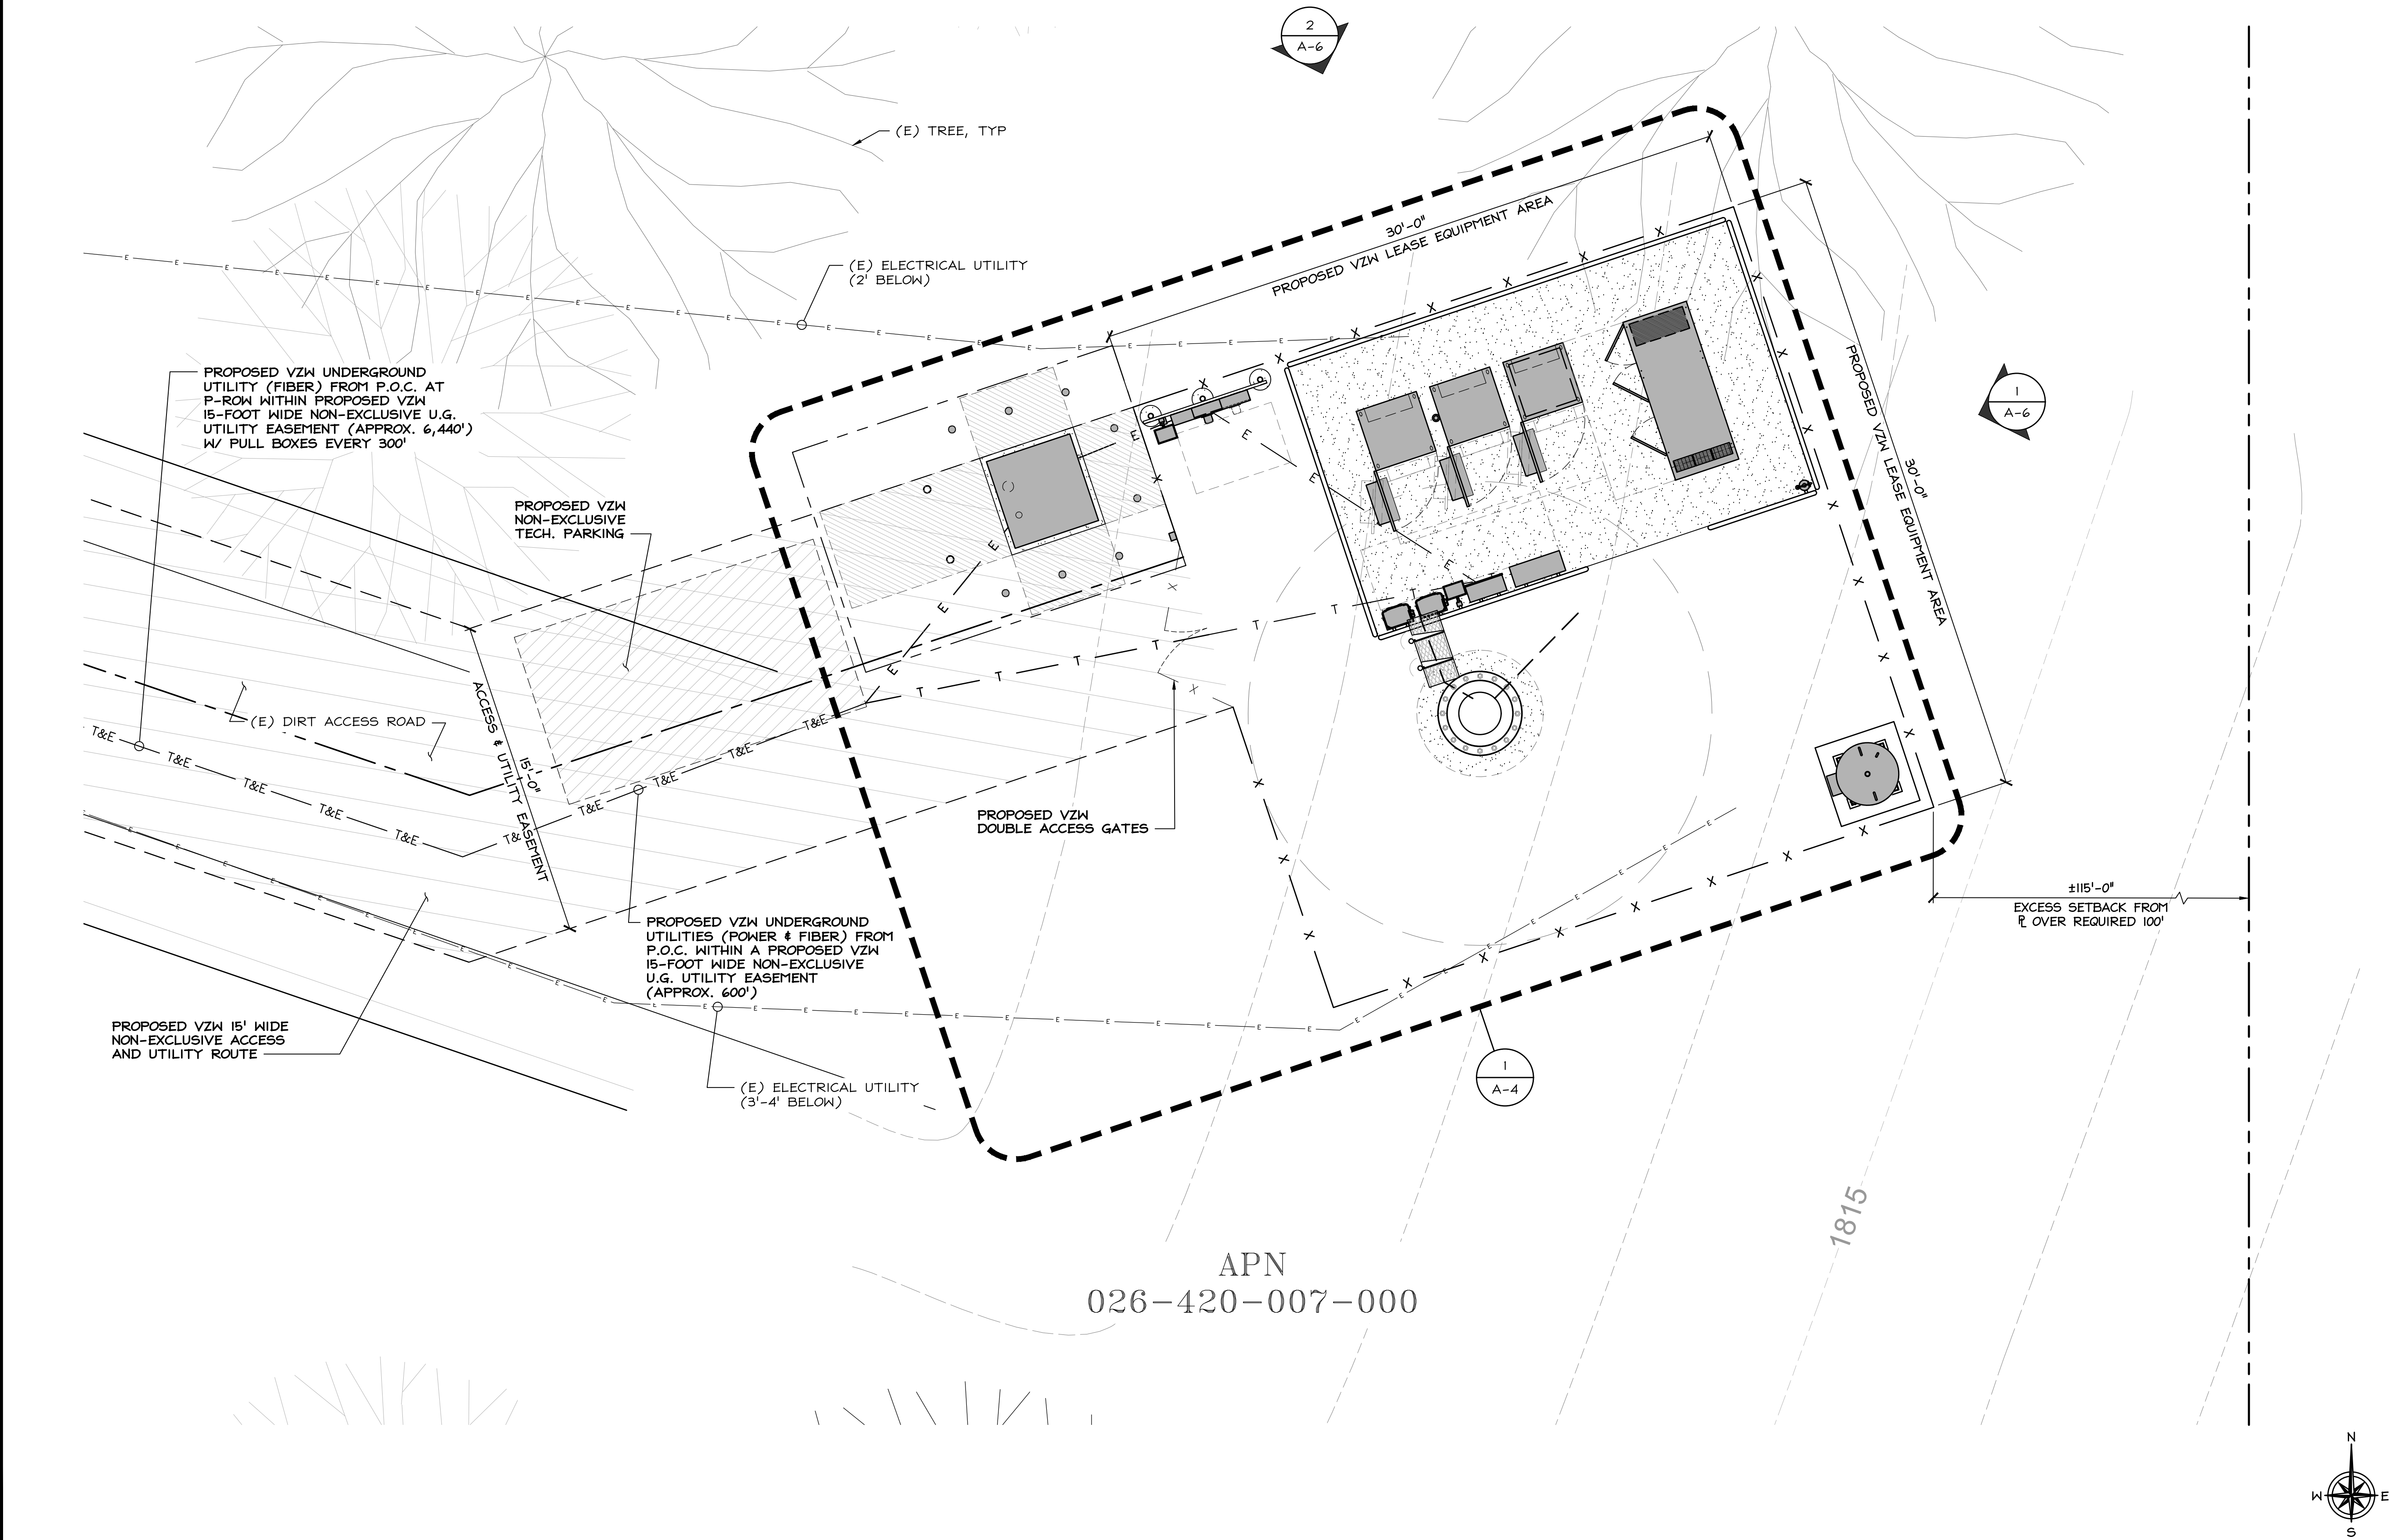 2
A-6
(E) TREE, TYP
30'-0"
PROPOSED VZW LEASE EQUIPMENT AREA
(E) ELECTRICAL UTILITY
(2' BELOW)
PROPOSED VZW UNDERGROUND
UTILITY (FIBER) FROM P.O.C. AT
P-ROW WITHIN PROPOSED VZW
15-FOOT WIDE NON-EXCLUSIVE U.G.
UTILITY EASEMENT (APPROX. 6,440')
W/ PULL BOXES EVERY 300'
1
A-6
30'-0"
PROPOSED VZW LEASE EQUIPMENT AREA
PROPOSED VZW
NON-EXCLUSIVE
TECH. PARKING
(E) DIRT ACCESS ROAD
15'-0"
ACCESS & UTILITY EASEMENT
T&E
T&E
T&E
T&E
T&E
T&E
T&E
T&E
T&E
T&E
PROPOSED VZW
DOUBLE ACCESS GATES
±115'-0"
EXCESS SETBACK FROM
℄ OVER REQUIRED 100'
PROPOSED VZW UNDERGROUND
UTILITIES (POWER & FIBER) FROM
P.O.C. WITHIN A PROPOSED VZW
15-FOOT WIDE NON-EXCLUSIVE
U.G. UTILITY EASEMENT
(APPROX. 600')
PROPOSED VZW 15' WIDE
NON-EXCLUSIVE ACCESS
AND UTILITY ROUTE
(E) ELECTRICAL UTILITY
(3'-4' BELOW)
1
A-4
1815
APN
026-420-007-000
N
W
E
S